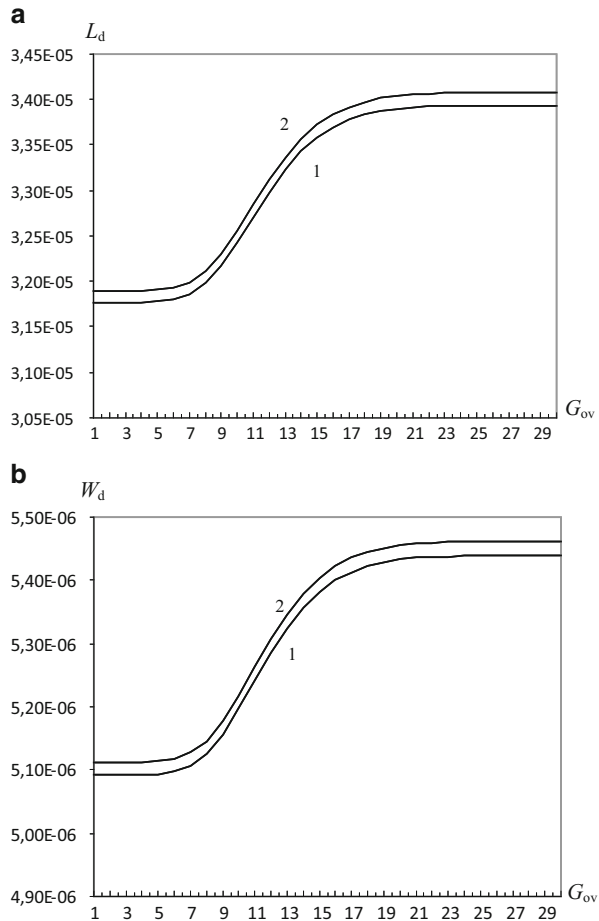 a
L_d
3,45E-05
3,40E-05
3,35E-05
3,30E-05
3,25E-05
3,20E-05
3,15E-05
3,10E-05
3,05E-05
2
1
G_ov
1 3 5 7 9 11 13 15 17 19 21 23 25 27 29
b
W_d
5,50E-06
5,40E-06
5,30E-06
5,20E-06
5,10E-06
5,00E-06
4,90E-06
2
1
G_ov
1 3 5 7 9 11 13 15 17 19 21 23 25 27 29